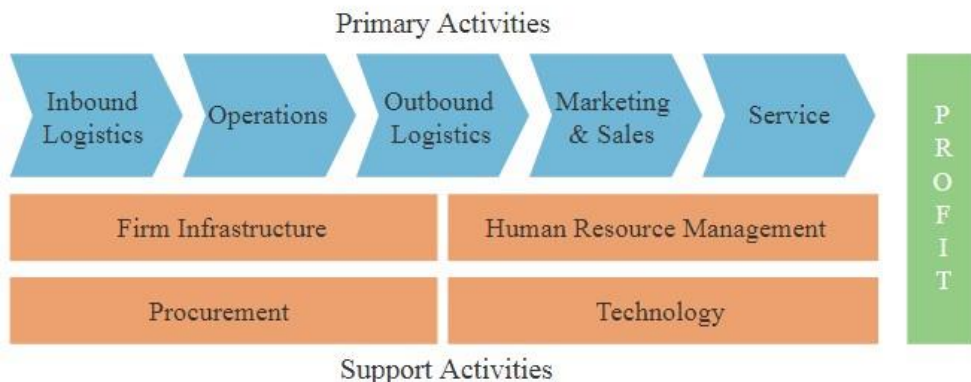 Primary Activities
Inbound
Logistics
Operations
Outbound
Logistics
Marketing
& Sales
Service
PROFIT
Firm Infrastructure
Human Resource Management
Procurement
Technology
Support Activities